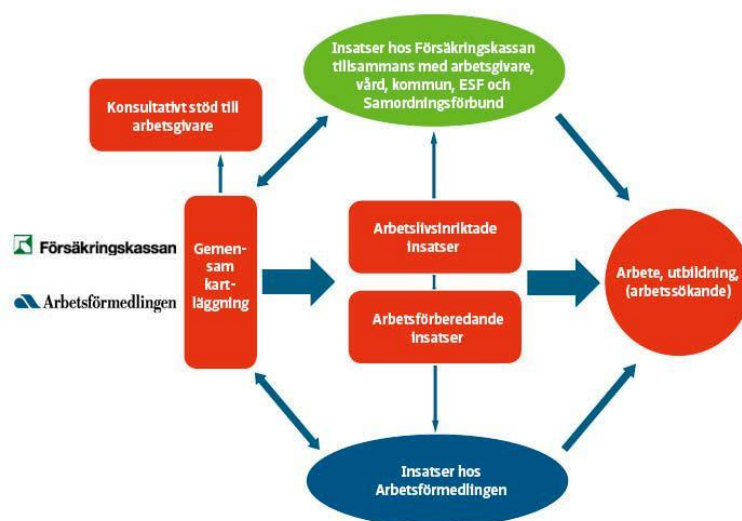 Insatser hos Försäkringskassan
tillsammans med arbetsgivare,
vård, kommun, ESF och
Samordningsförbund
Konsultativt stöd till
arbetsgivare
Försäkringskassan
Arbetsförmedlingen
Gemen-
sam
kart-
läggning
Arbetslivsinriktade
insatser
Arbetsförberedande
insatser
Arbete, utbildning,
(arbetssökande)
Insatser hos
Arbetsförmedlingen